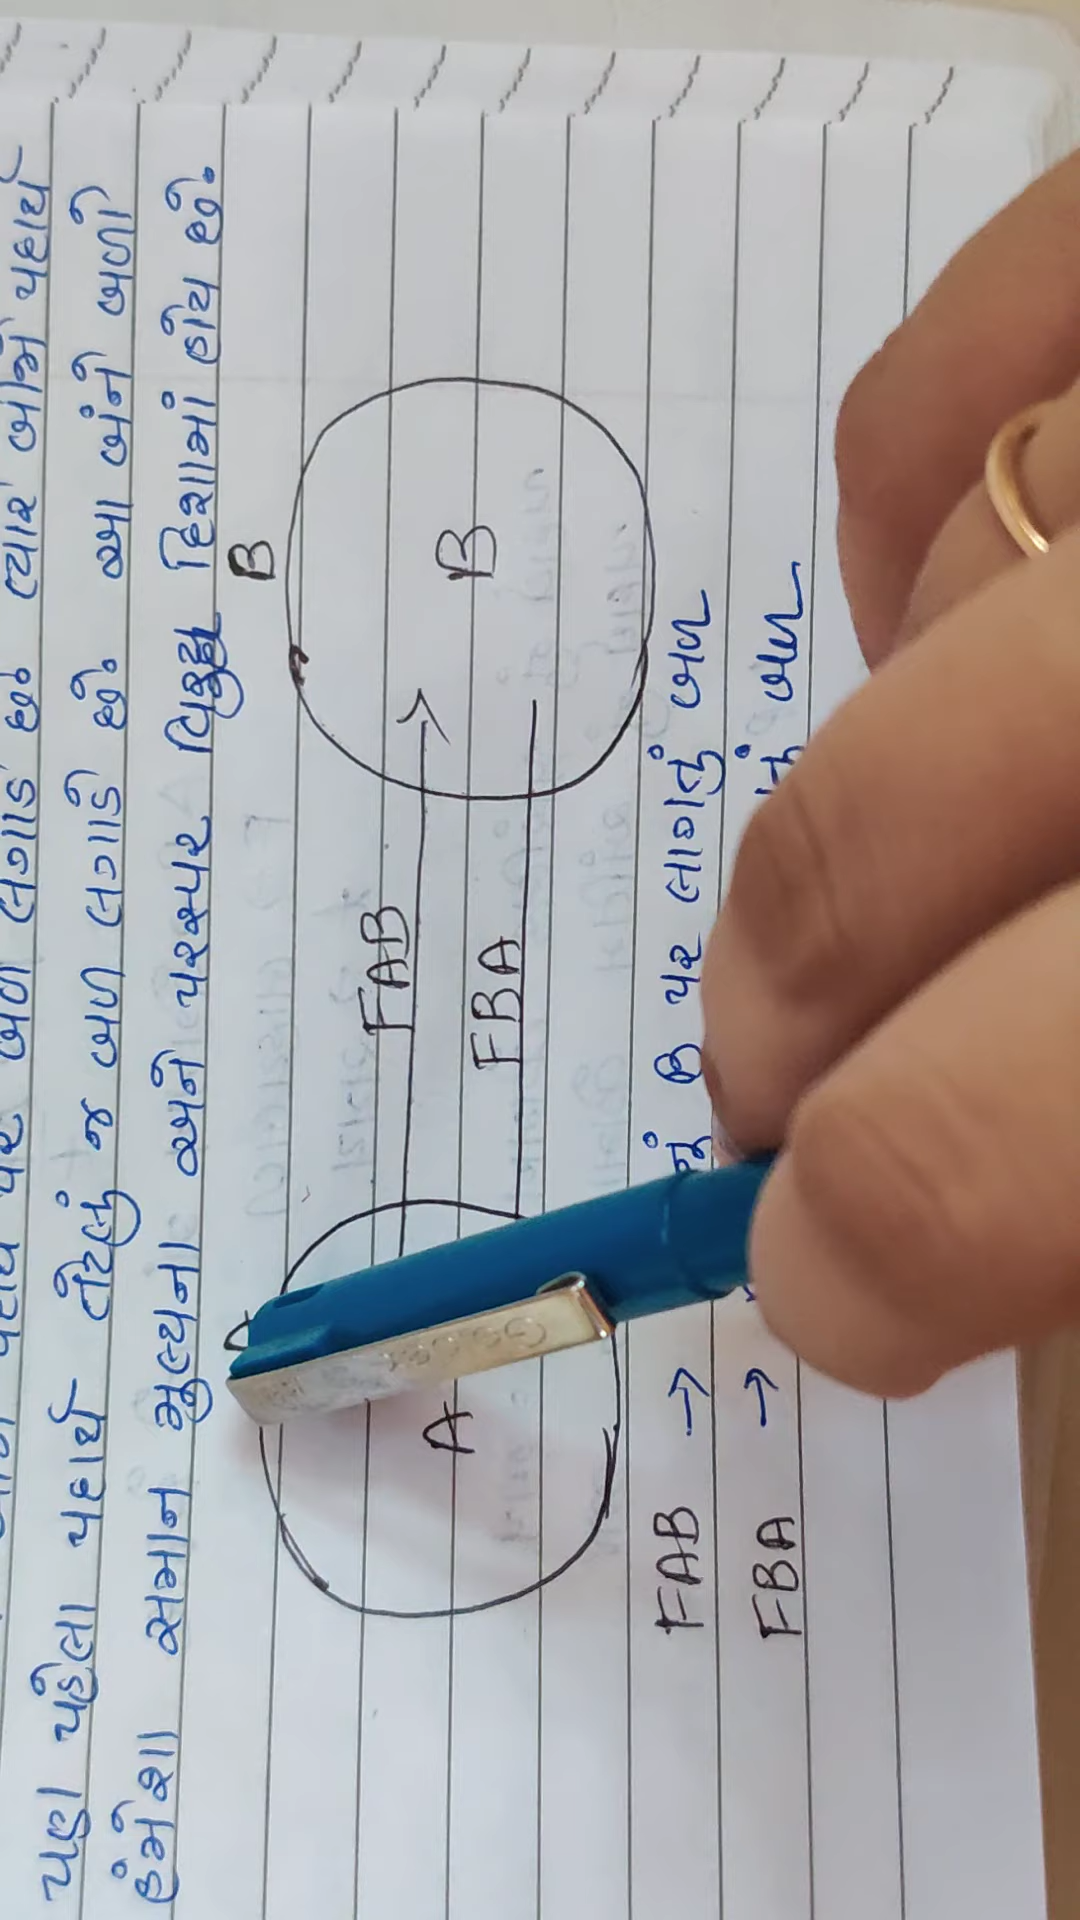 પર બળ લગાડે છે. ત્યારે બીજો પદાર્થ
પણ પહેલા પદાર્થ તેટલું જ બળ લગાડે છે. આ બંને બળો
હંમેશા સમાન મુલ્યના અને પરસ્પર વિરુદ્ધ દિશામાં હોય છે.
B
FAB
A B
FBA
FAB → નું B પર લાગતું બળ
FBA → બળ